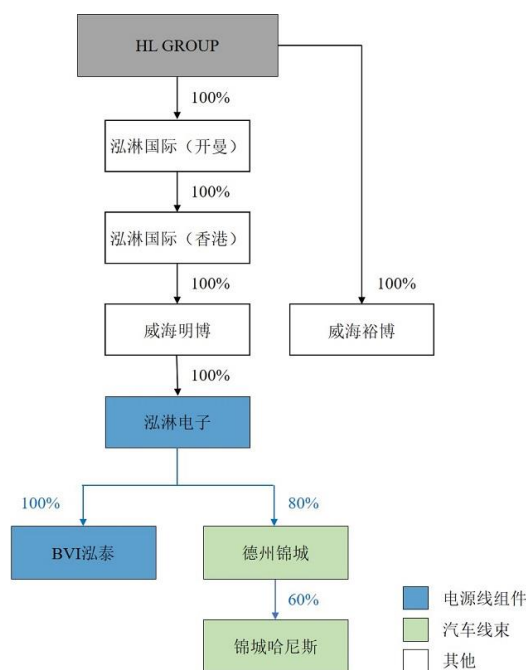 HL GROUP
100%
泓淋国际（开曼）
100%
泓淋国际（香港）
100%
100%
威海明博
威海裕博
100%
泓淋电子
100%
80%
BVI泓泰
德州锦城
60%
锦城哈尼斯
电源线组件
汽车线束
其他